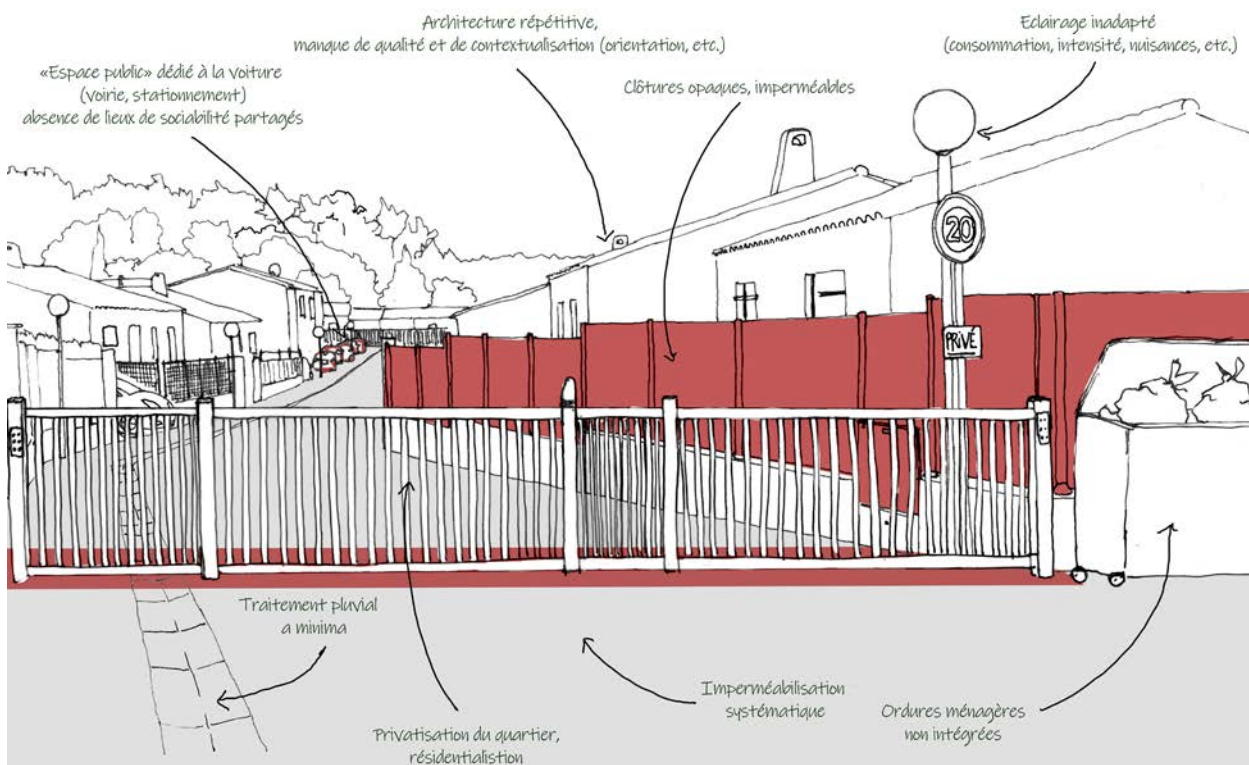 Architecture répétitive,
manque de qualité et de contextualisation (orientation, etc.)
Eclairage inadapté
(consommation, intensité, nuisances, etc.)
«Espace public» dédié à la voiture
(voirie, stationnement)
absence de lieux de sociabilité partagés
Clôtures opaques, imperméables
20
PRIVÉ
Traitement pluvial
a minima
Privatisation du quartier,
résidentialistion
Imperméabilisation
systématique
Ordures ménagères
non intégrées